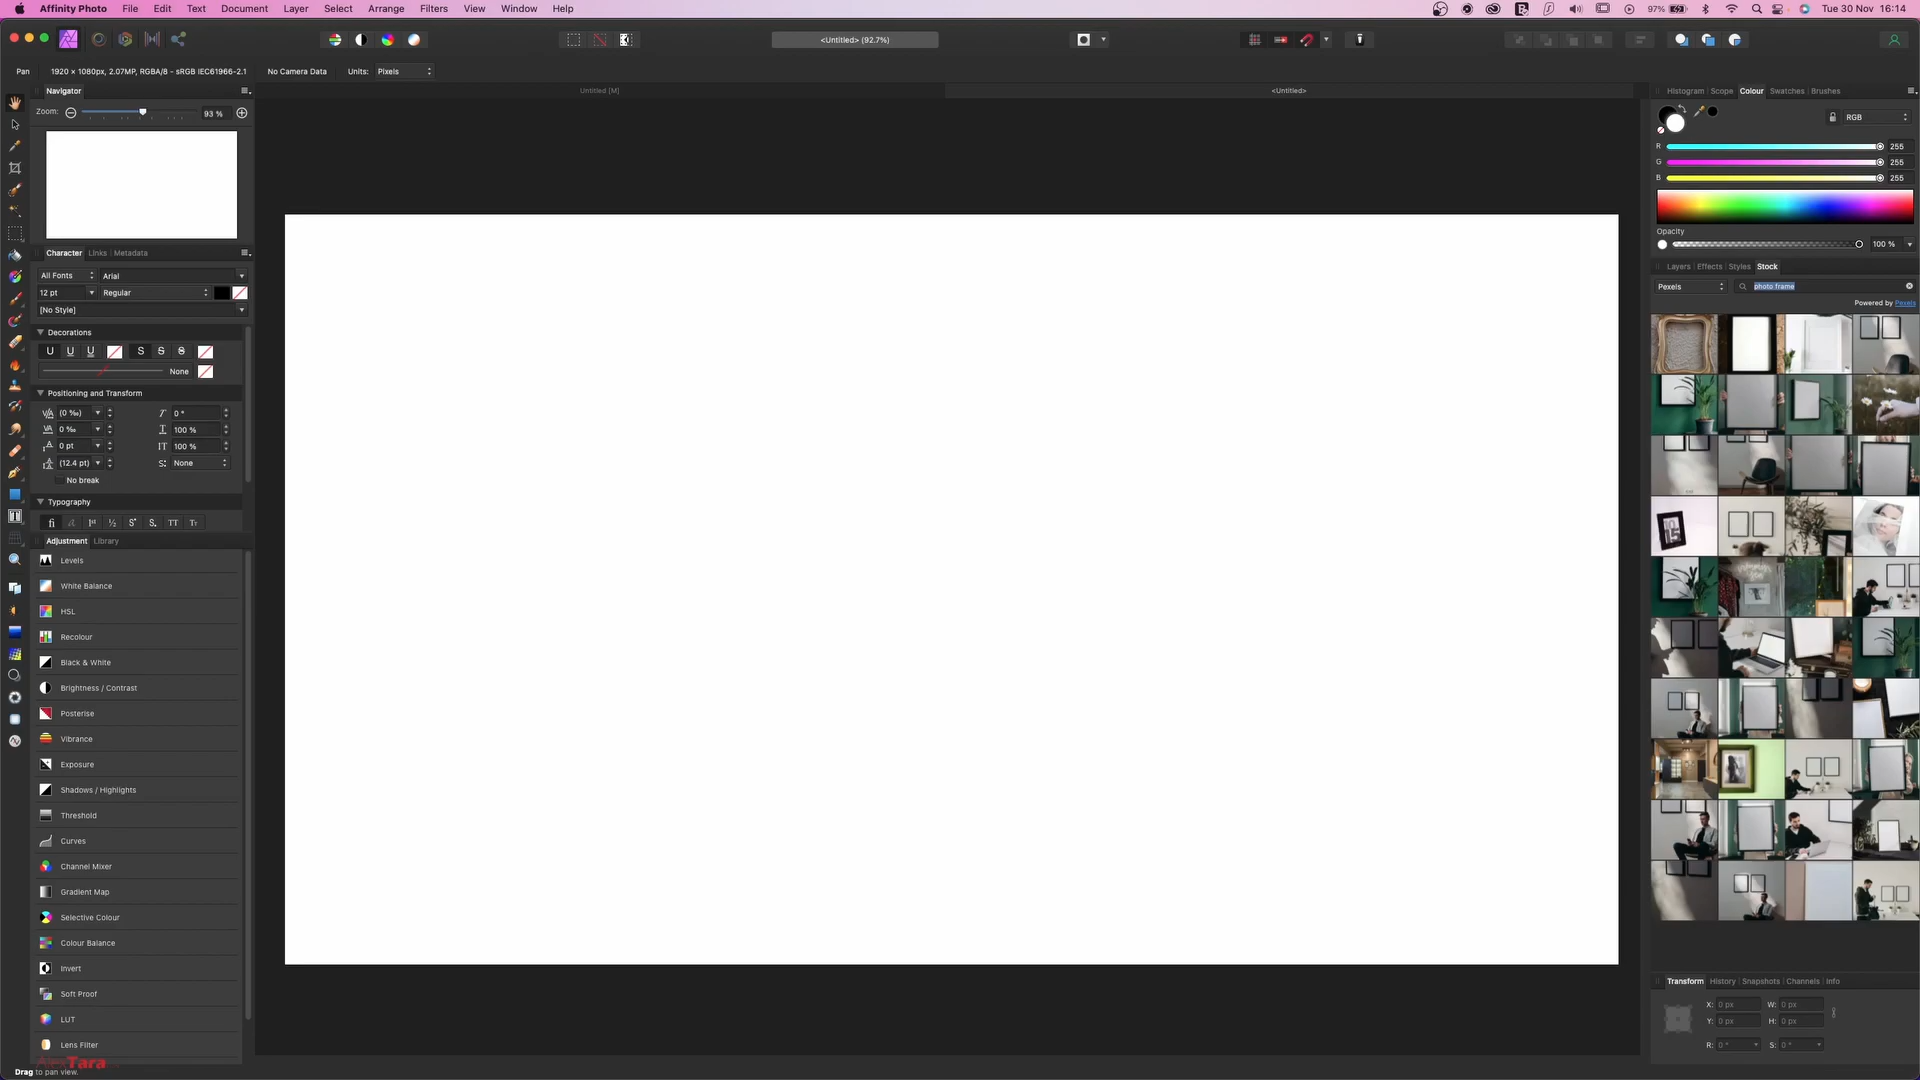 Affinity Photo File Edit Text Document Layer Select Arrange Filters View Window Help
97% Tue 30 Nov 16:14
<Untitled> (92.7%)
Pan 1920 x 1080px, 2.07MP, RGBA/8 - sRGB IEC61966-2.1 No Camera Data Units: Pixels
Navigator
Zoom: 93 %
Untitled [M]
<Untitled>
Character Links Metadata
All Fonts Arial
12 pt Regular
[No Style]
Decorations
U U U S S S
None
Positioning and Transform
VA (0 ‰) T 0 °
VA 0 ‰ T 100 %
A 0 pt IT 100 %
A (12.4 pt) S: None
No break
Typography
fi a 1st ½ S S TT Tt
Adjustment Library
Levels
White Balance
HSL
Recolour
Black & White
Brightness / Contrast
Posterise
Vibrance
Exposure
Shadows / Highlights
Threshold
Curves
Channel Mixer
Gradient Map
Selective Colour
Colour Balance
Invert
Soft Proof
LUT
Lens Filter
AlexTara
Drag to pan view.
Histogram Scope Colour Swatches Brushes
RGB
R 255
G 255
B 255
Opacity
100 %
Layers Effects Styles Stock
Pexels photo frame
Powered by Pexels
Transform History Snapshots Channels Info
X: 0 px W: 0 px
Y: 0 px H: 0 px
R: 0 ° S: 0 °